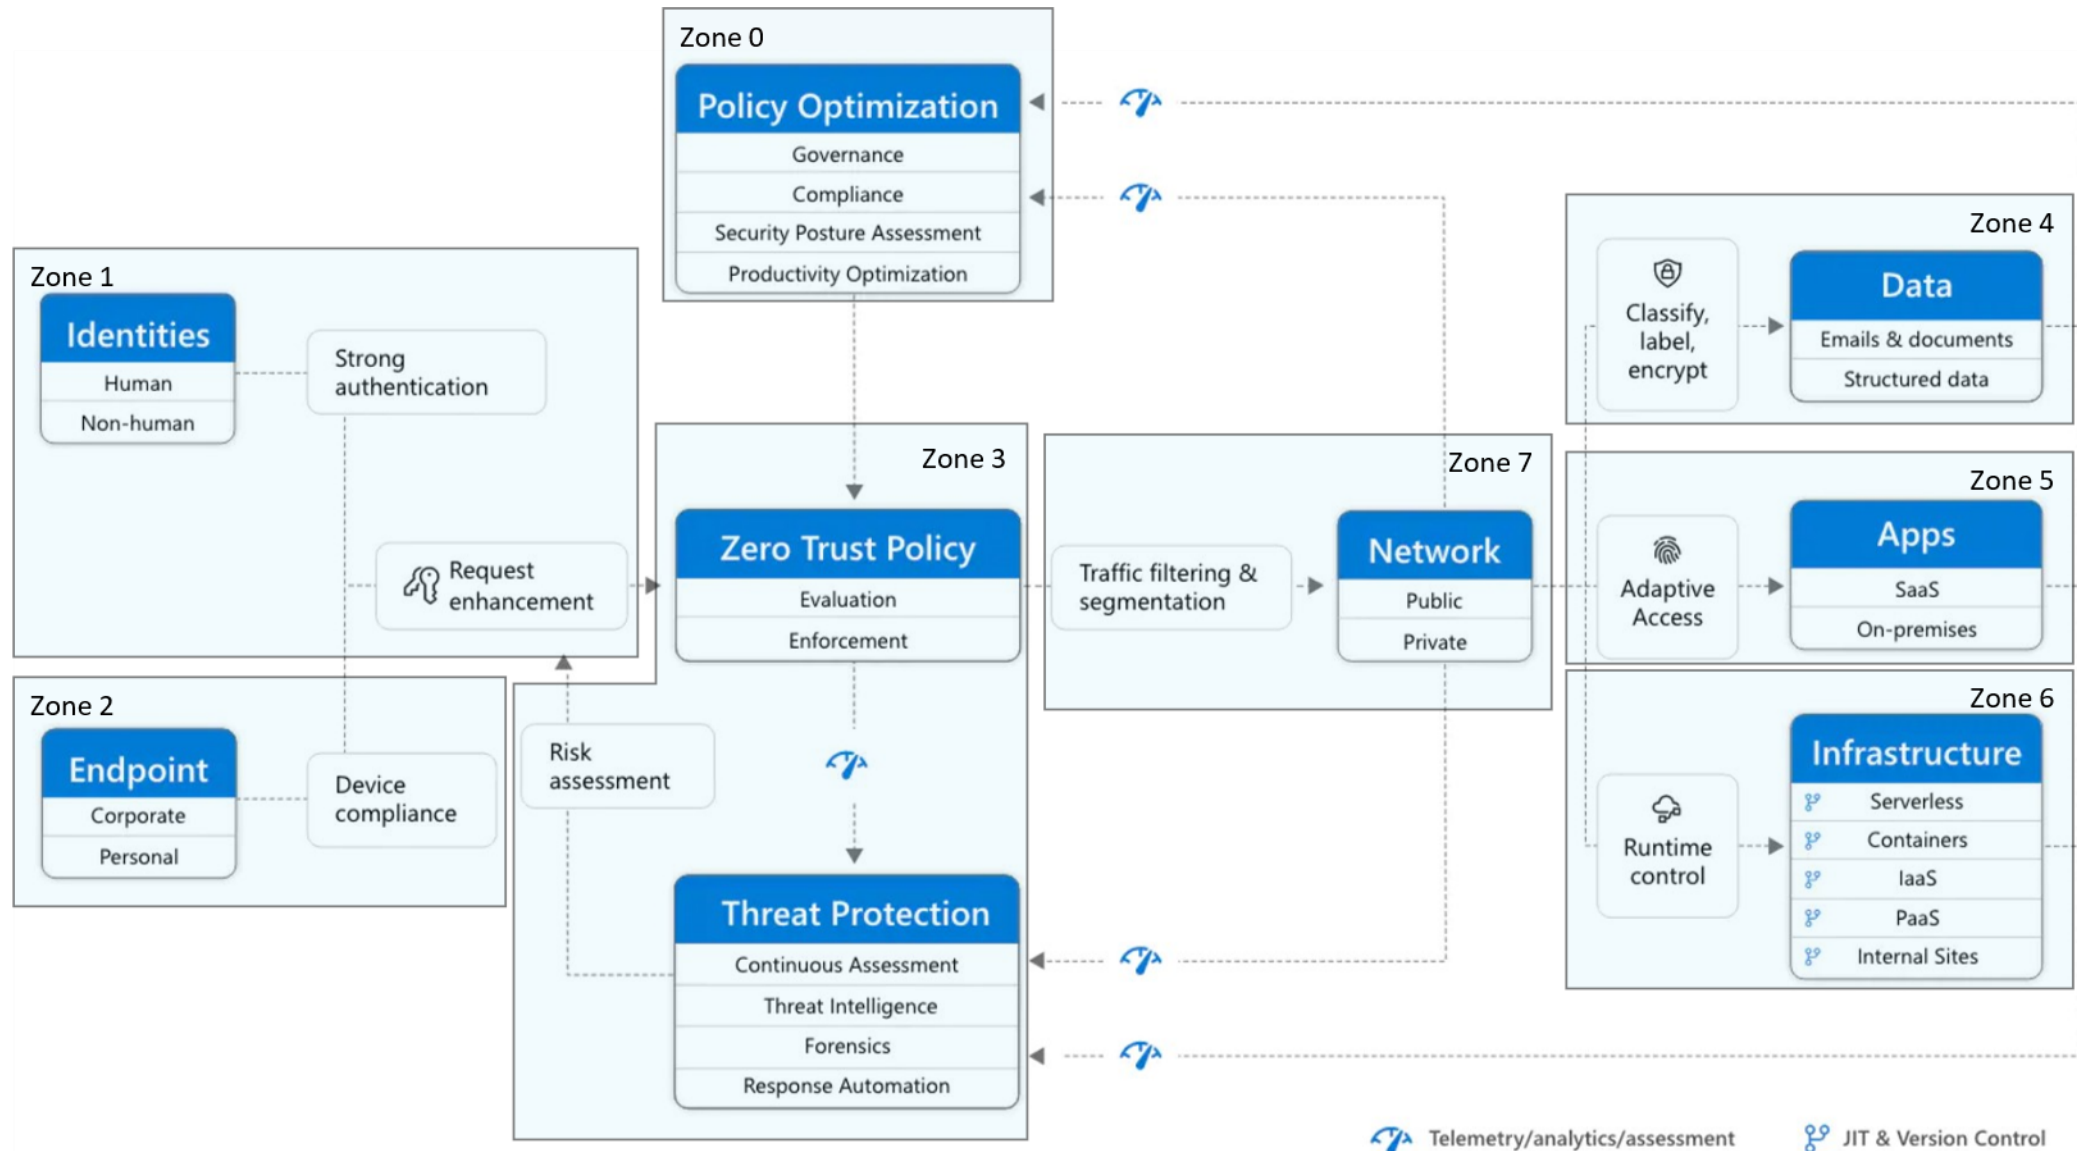 Zone 0
Policy Optimization
Governance
Compliance
Security Posture Assessment
Productivity Optimization
Zone 1
Identities
Human
Non-human
Strong
authentication
Request
enhancement
Zone 2
Endpoint
Corporate
Personal
Device
compliance
Zone 3
Zero Trust Policy
Evaluation
Enforcement
Risk
assessment
Threat Protection
Continuous Assessment
Threat Intelligence
Forensics
Response Automation
Zone 7
Traffic filtering &
segmentation
Network
Public
Private
Zone 4
Classify,
label,
encrypt
Data
Emails & documents
Structured data
Zone 5
Adaptive
Access
Apps
SaaS
On-premises
Zone 6
Runtime
control
Infrastructure
Serverless
Containers
IaaS
PaaS
Internal Sites
Telemetry/analytics/assessment
JIT & Version Control